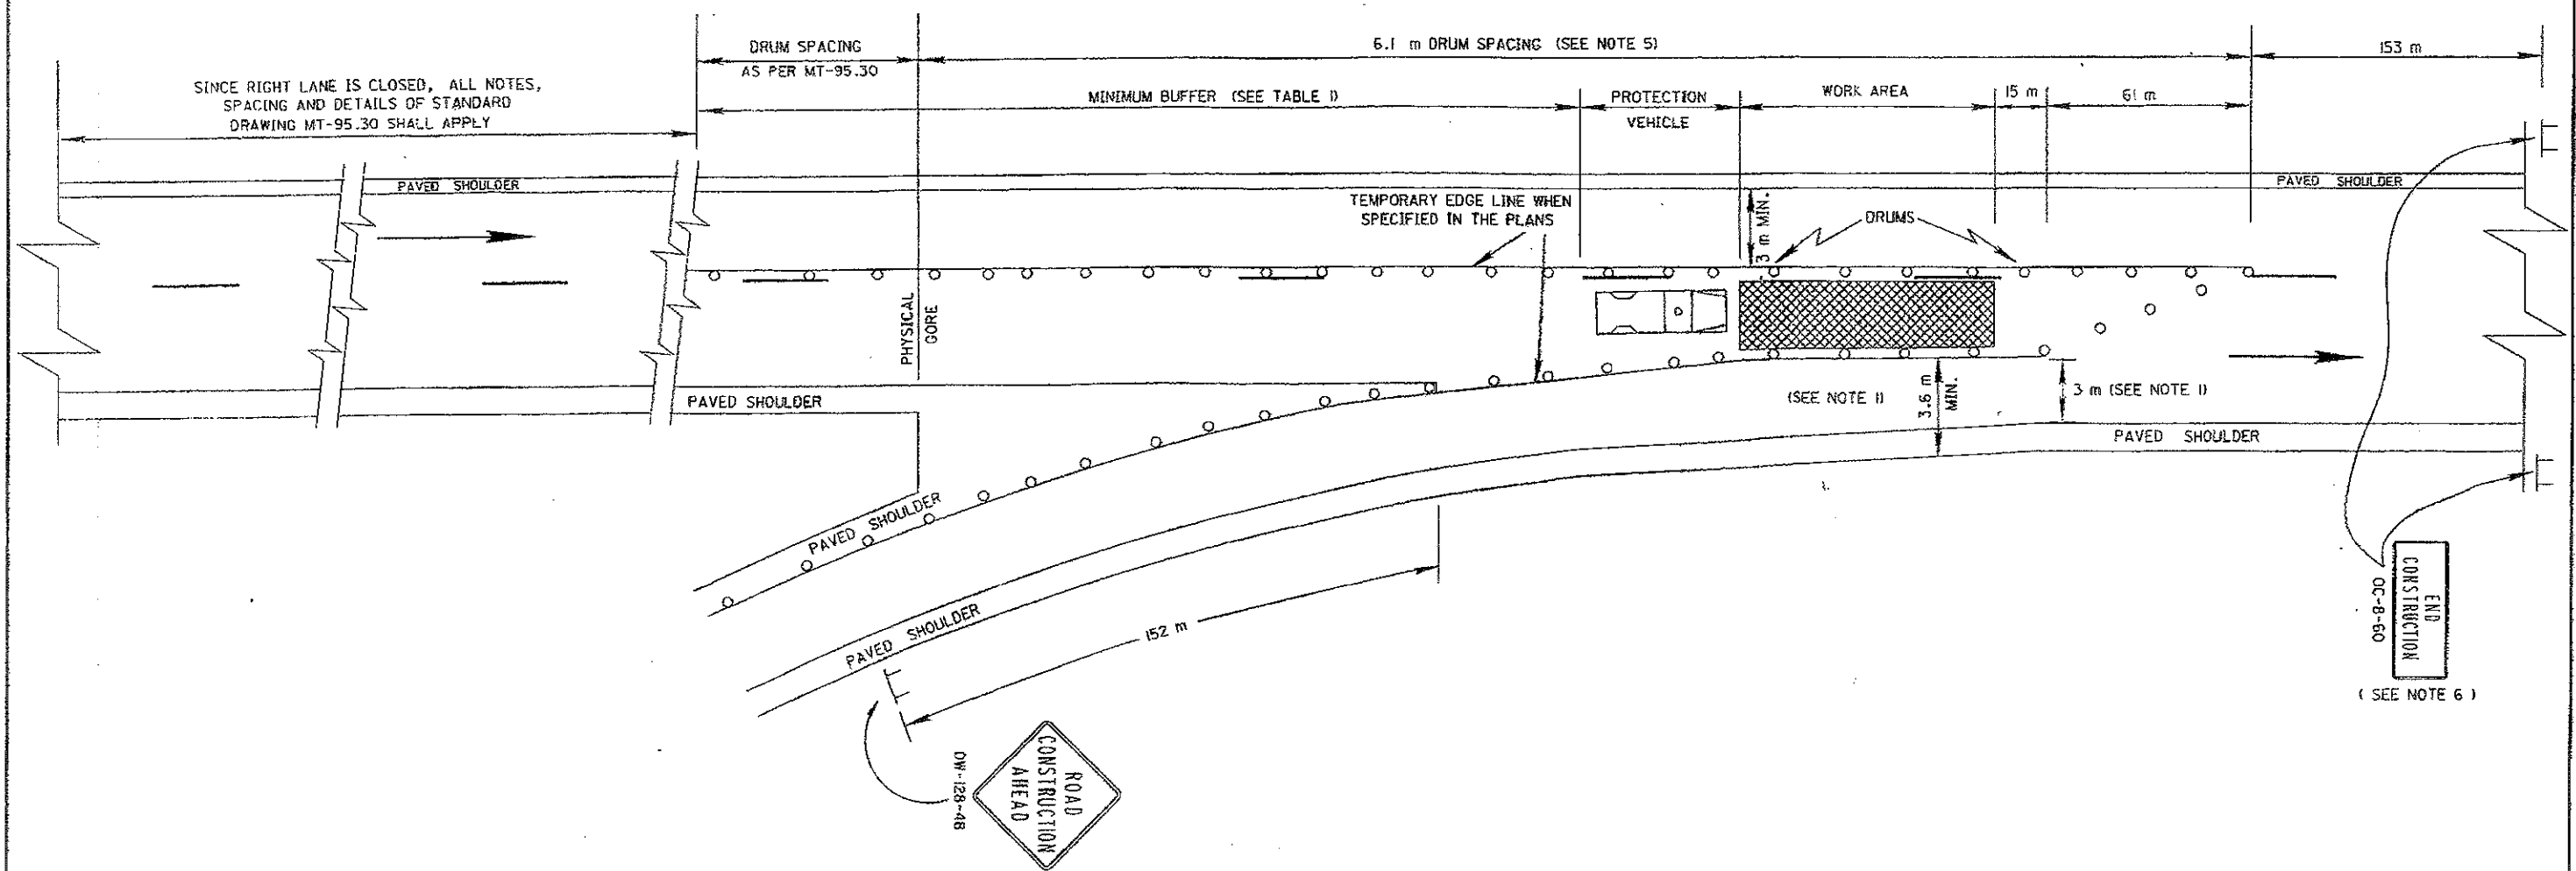 DRUM SPACING
AS PER MT-95.30
6.1 m DRUM SPACING (SEE NOTE 5)
153 m
SINCE RIGHT LANE IS CLOSED, ALL NOTES,
SPACING AND DETAILS OF STANDARD
DRAWING MT-95.30 SHALL APPLY
MINIMUM BUFFER (SEE TABLE 1)
PROTECTION
VEHICLE
WORK AREA
15 m
61 m
PAVED SHOULDER
PAVED SHOULDER
TEMPORARY EDGE LINE WHEN
SPECIFIED IN THE PLANS
3 m MIN.
DRUMS
PHYSICAL
GORE
PAVED SHOULDER
(SEE NOTE 1)
3.6 m
MIN.
3 m (SEE NOTE 1)
PAVED SHOULDER
PAVED SHOULDER
PAVED SHOULDER
152 m
END
CONSTRUCTION
OC-8-60
( SEE NOTE 6 )
ROAD
CONSTRUCTION
AHEAD
OW-128-48